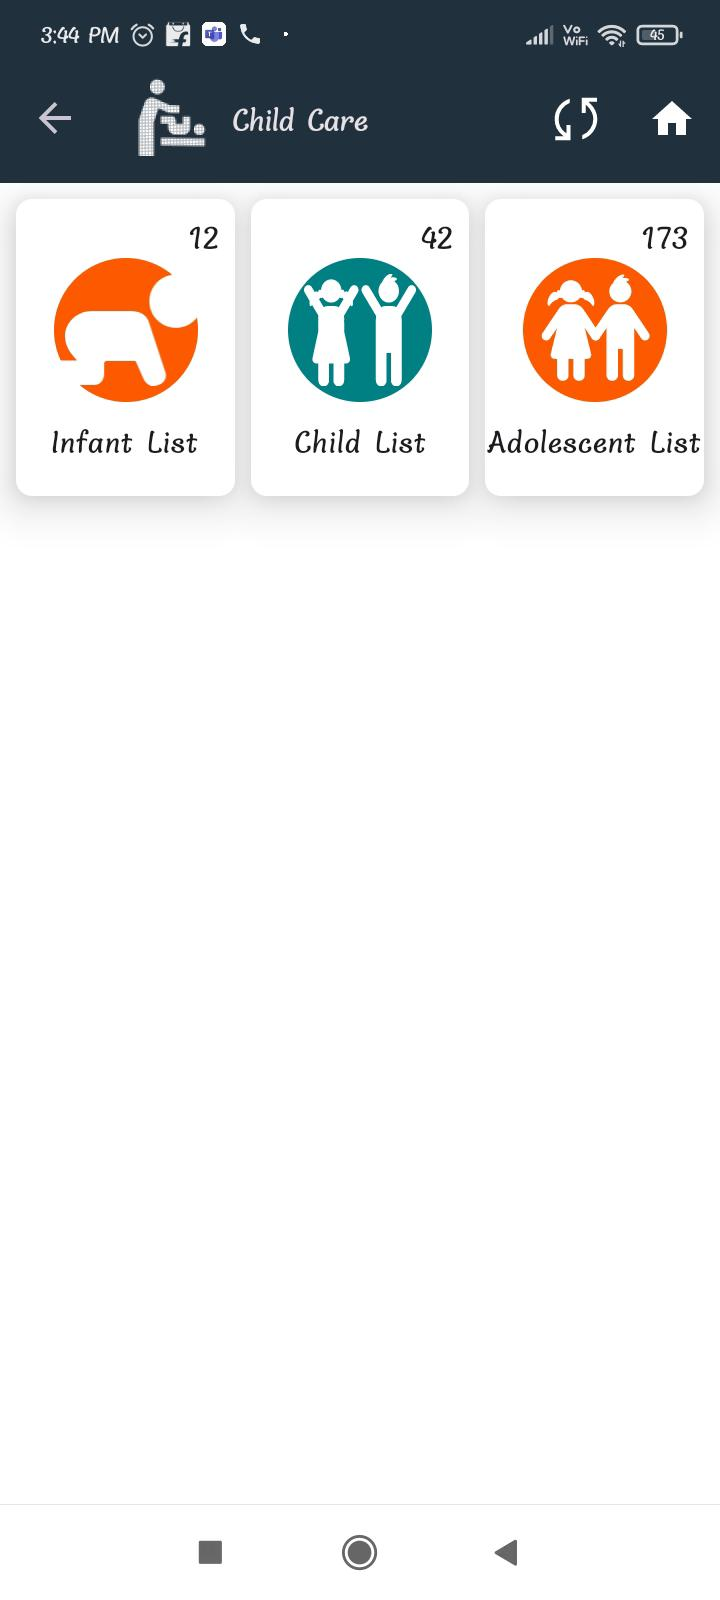 3:44 PM
Vo
WiFi
45
Child Care
12
42
173
Infant List
Child List
Adolescent List